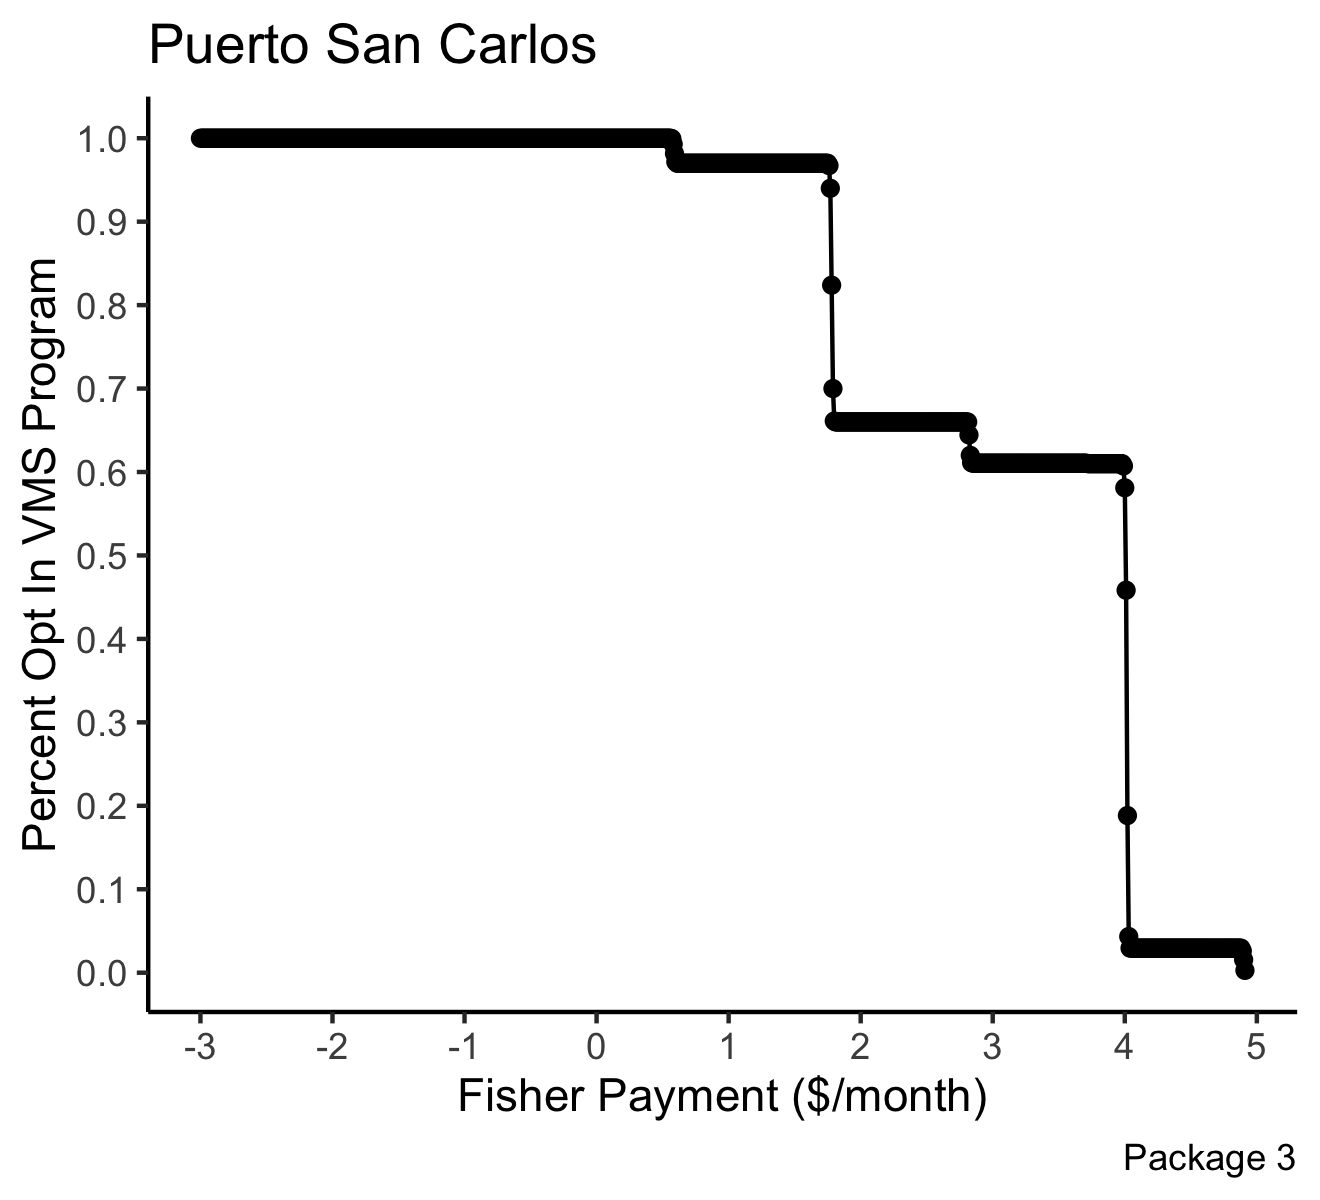 Puerto San Carlos
Percent Opt In VMS Program
1.0
0.9
0.8
0.7
0.6
0.5
0.4
0.3
0.2
0.1
0.0
-3 -2 -1 0 1 2 3 4 5
Fisher Payment ($/month)
Package 3